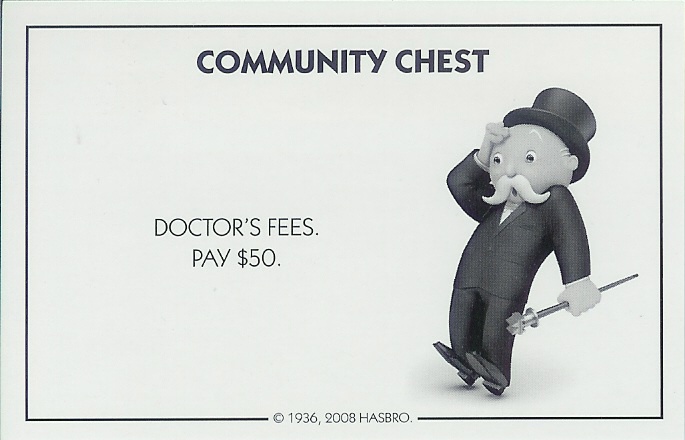 COMMUNITY CHEST
DOCTOR'S FEES.
PAY $50.
© 1936, 2008 HASBRO.